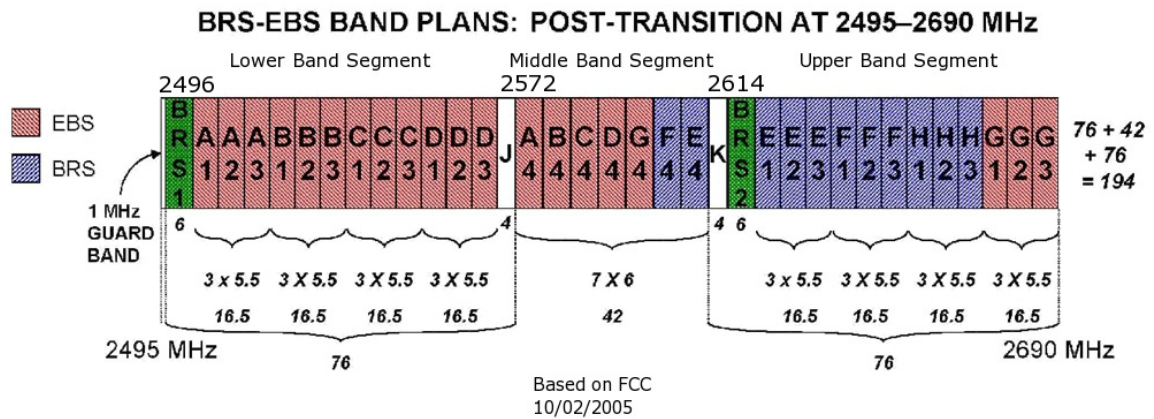 BRS-EBS BAND PLANS: POST-TRANSITION AT 2495–2690 MHz
Lower Band Segment Middle Band Segment Upper Band Segment
2496 2572 2614
EBS
BRS
B R S 1 A1 A2 A3 B1 B2 B3 C1 C2 C3 D1 D2 D3 J A4 B4 C4 D4 G4 F4 E4 K B R S 2 E1 E2 E3 F1 F2 F3 H1 H2 H3 G1 G2 G3
76 + 42
+ 76
= 194
1 MHz
GUARD
BAND
6 4 4 6
3 x 5.5 3 X 5.5 3 X 5.5 3 X 5.5 7 X 6 3 x 5.5 3 X 5.5 3 X 5.5 3 X 5.5
16.5 16.5 16.5 16.5 42 16.5 16.5 16.5 16.5
2495 MHz 76 76 2690 MHz
Based on FCC
10/02/2005